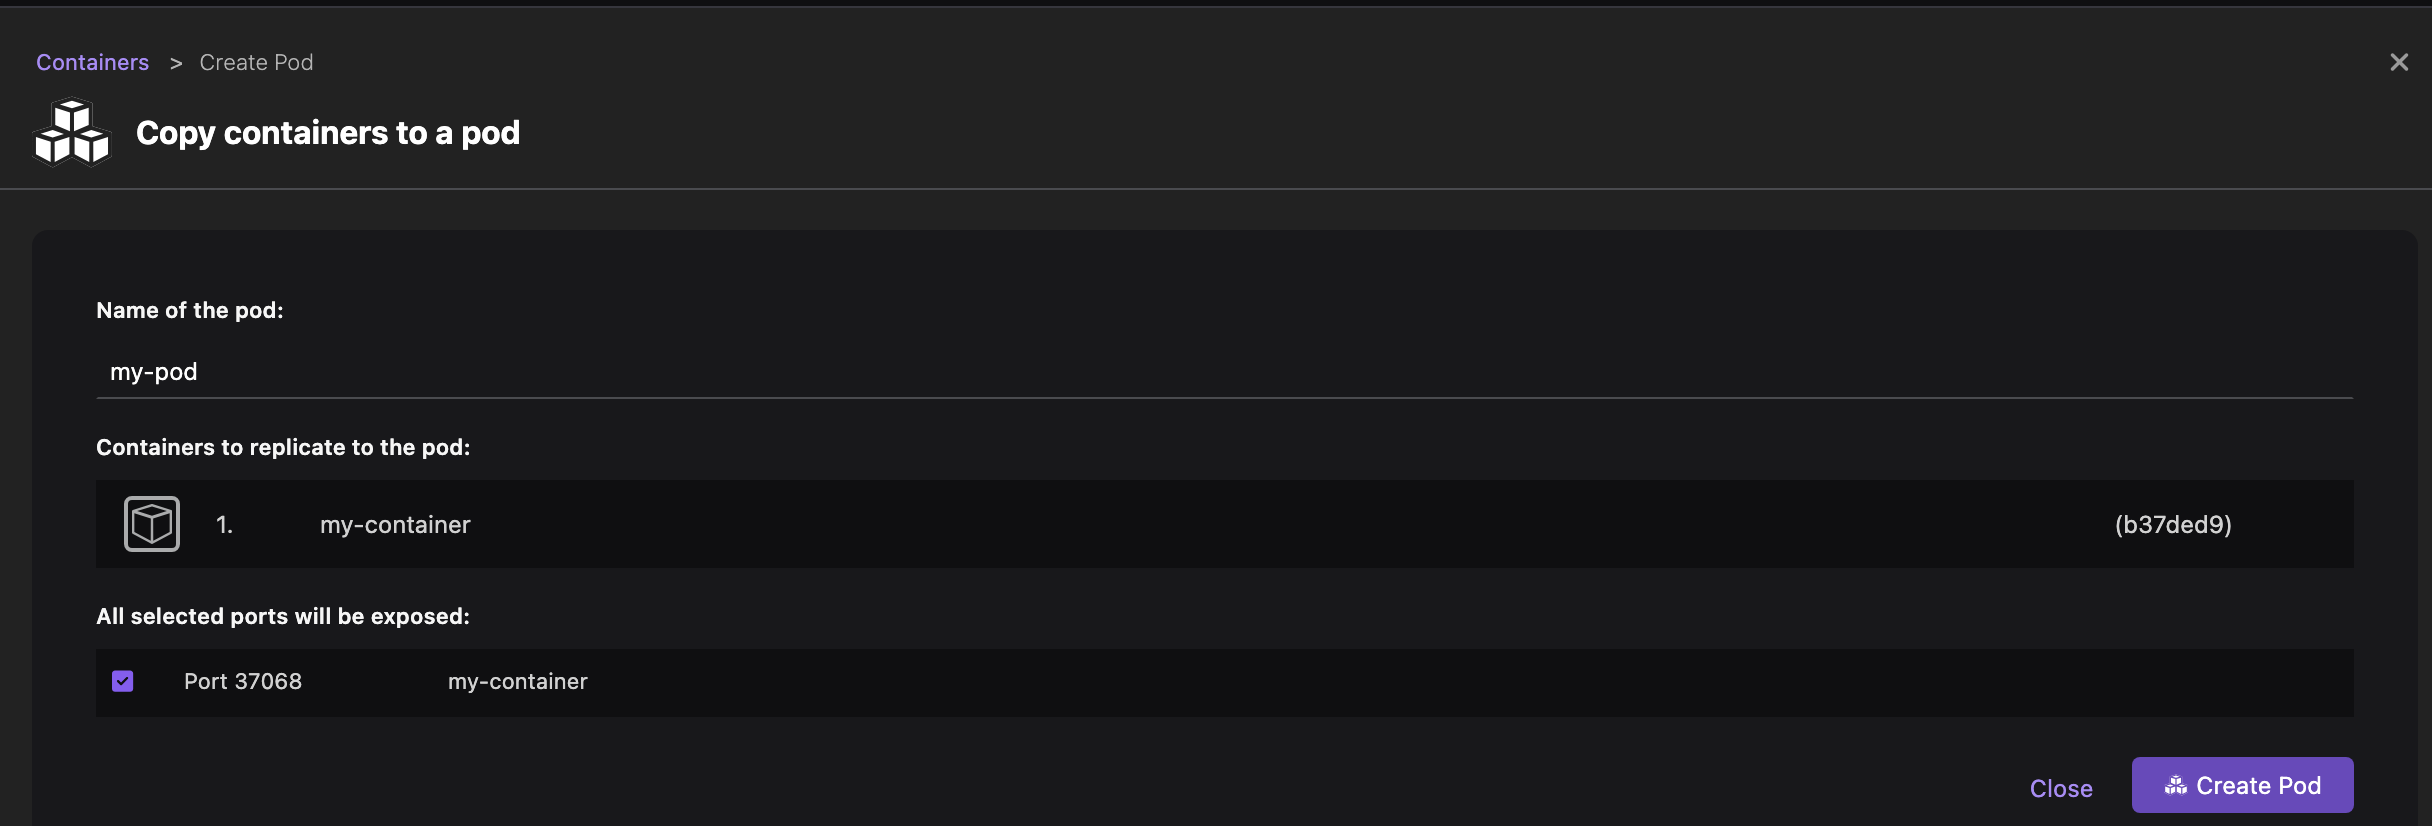 Containers > Create Pod
Copy containers to a pod
Name of the pod:
my-pod
Containers to replicate to the pod:
1. my-container (b37ded9)
All selected ports will be exposed:
Port 37068 my-container
Close Create Pod